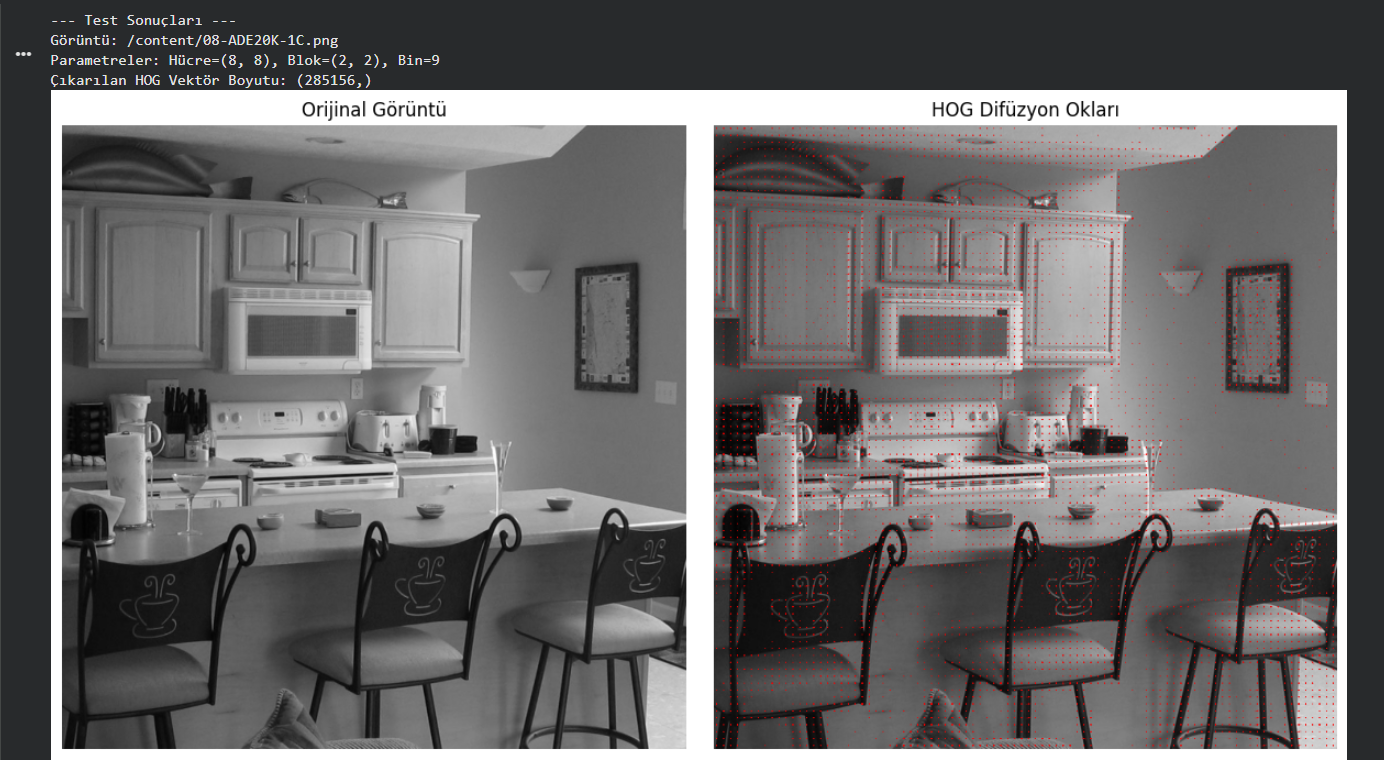 --- Test Sonuçları ---
Görüntü: /content/08-ADE20K-1C.png
Parametreler: Hücre=(8, 8), Blok=(2, 2), Bin=9
Çıkarılan HOG Vektör Boyutu: (285156,)
Orijinal Görüntü
HOG Difüzyon Okları